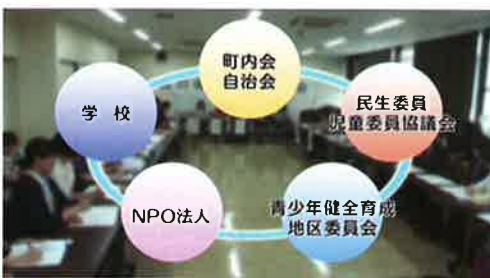 町内会
自治会
学 校
民生委員
児童委員協議会
NPO法人
青少年健全育成
地区委員会